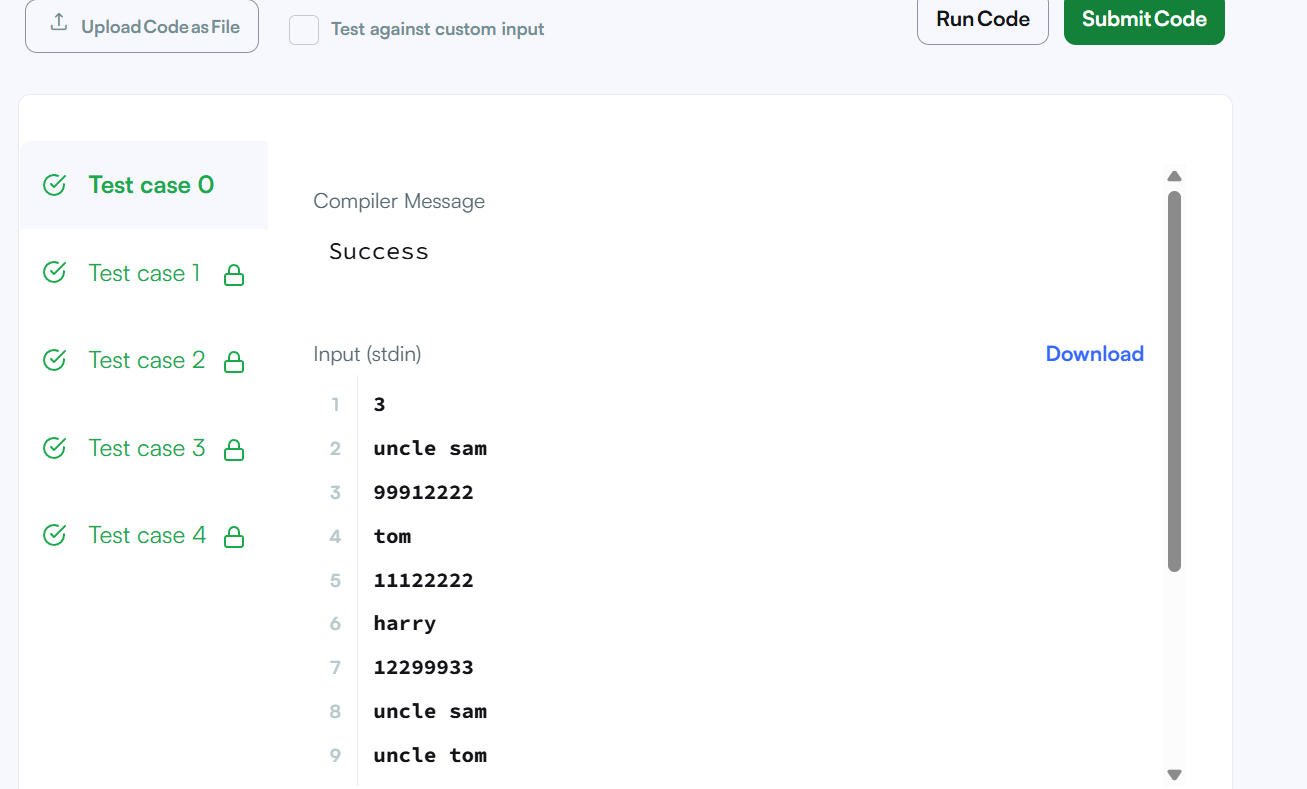 Upload Code as File
Test against custom input
Run Code
Submit Code
Test case 0
Test case 1
Test case 2
Test case 3
Test case 4
Compiler Message
Success
Input (stdin)
Download
1 3
2 uncle sam
3 99912222
4 tom
5 11122222
6 harry
7 12299933
8 uncle sam
9 uncle tom